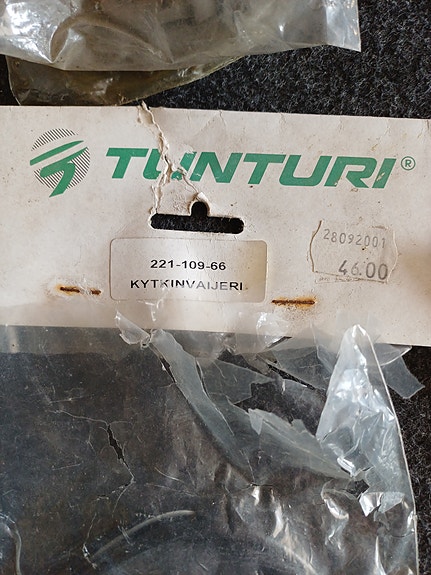 TUNTURI®
28092001
46.00
221-109-66
KYTKINVAIJERI